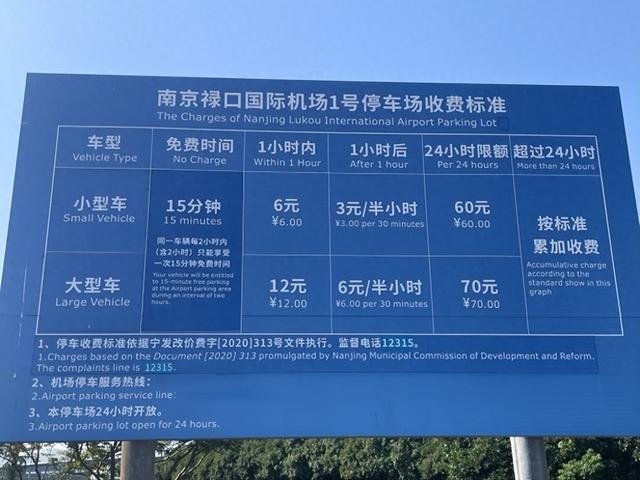 南京禄口国际机场1号停车场收费标准
The Charges of Nanjing Lukou International Airport Parking Lot
车型 免费时间 1小时内 1小时后 24小时限额 超过24小时
Vehicle Type No Charge Within 1 Hour After 1 hour Per 24 hours More than 24 hours
小型车 15分钟 6元 3元/半小时 60元
Small Vehicle 15 minutes ¥6.00 ¥3.00 per 30 minutes ¥60.00
同一车辆每2小时内
（含2小时）只能享受
一次15分钟免费时间
Your vehicle will be entitled
to 15-minute free parking
at the Airport parking area
during an interval of two
hours.
按标准
累加收费
Accumulative charge
according to the
standard show in this
graph
大型车 12元 6元/半小时 70元
Large Vehicle ¥12.00 ¥6.00 per 30 minutes ¥70.00
1、停车收费标准依据宁发改价费字[2020]313号文件执行。监督电话12315.
1.Charges based on the Document [2020] 313 promulgated by Nanjing Municipal Commission of Development and Reform.
The complaints line is 12315.
2、机场停车服务热线：
2.Airport parking service line:
3、本停车场24小时开放。
3.Airport parking lot open for 24 hours.